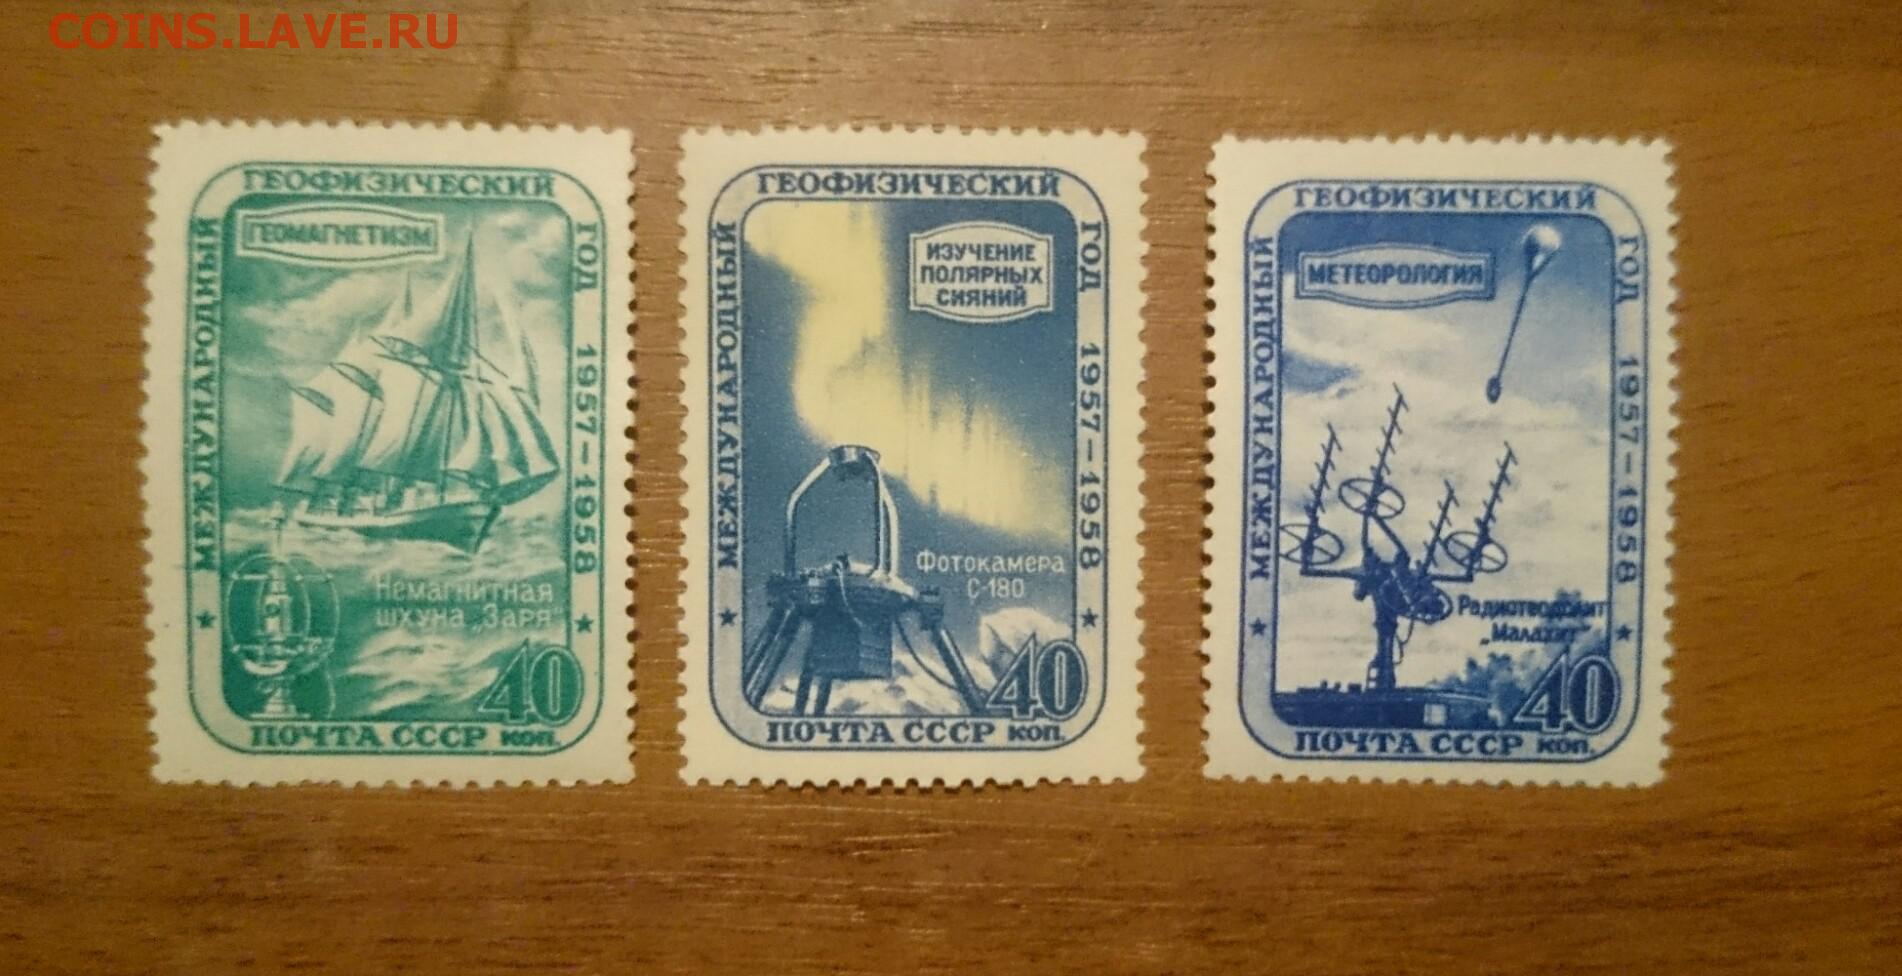 COINS.LAVE.RU
МЕЖДУНАРОДНЫЙ
ГЕОФИЗИЧЕСКИЙ
ГОД 1957-1958
ГЕОМАГНЕТИЗМ
Немагнитная
шхуна „Заря"
40
ПОЧТА СССР коп.
МЕЖДУНАРОДНЫЙ
ГЕОФИЗИЧЕСКИЙ
ГОД 1957-1958
ИЗУЧЕНИЕ
ПОЛЯРНЫХ
СИЯНИЙ
Фотокамера
С-180
40
ПОЧТА СССР коп.
МЕЖДУНАРОДНЫЙ
ГЕОФИЗИЧЕСКИЙ
ГОД 1957-1958
МЕТЕОРОЛОГИЯ
Радиотеодолит
„Малахит"
40
ПОЧТА СССР коп.